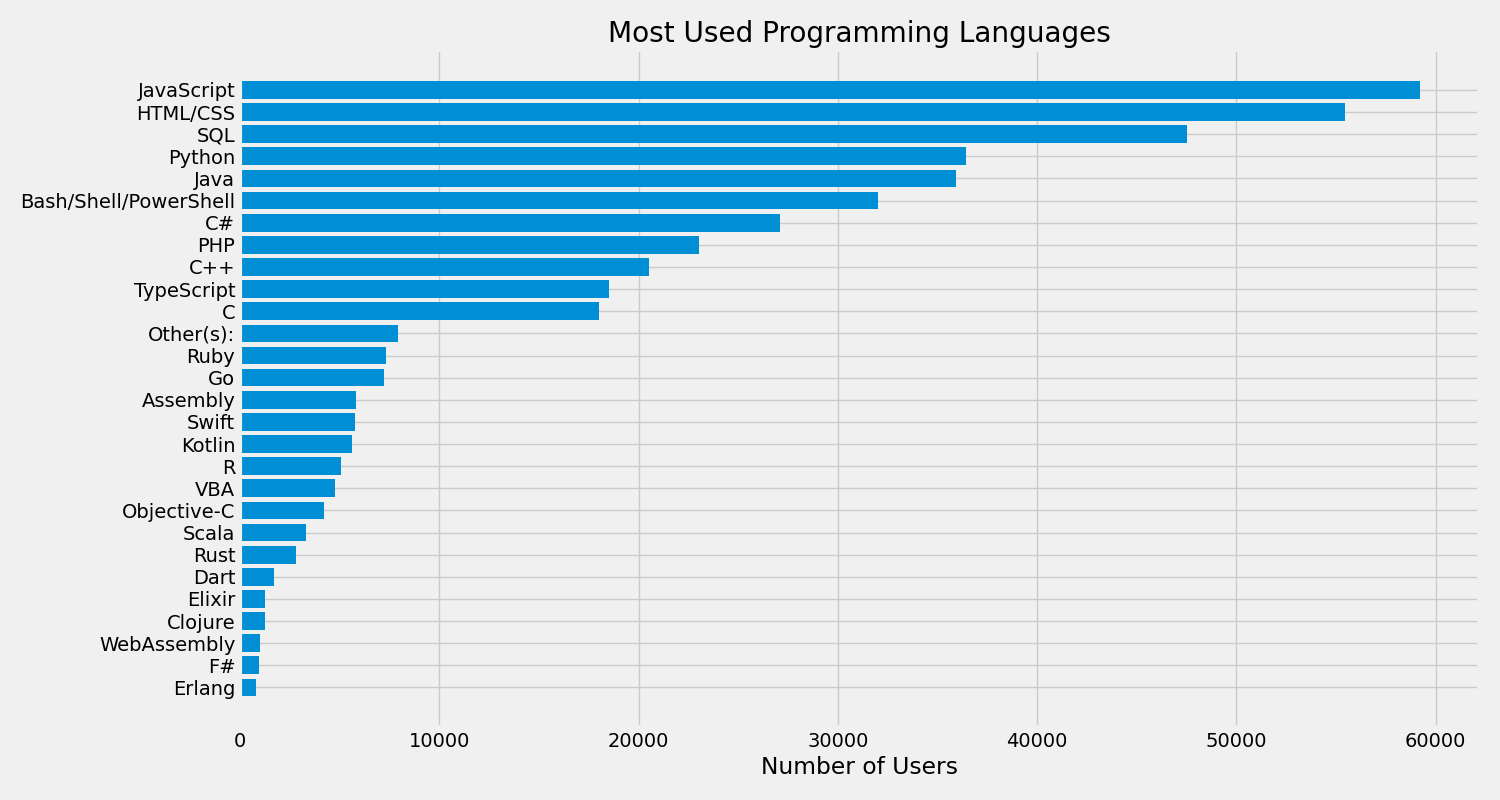 Most Used Programming Languages
JavaScript
HTML/CSS
SQL
Python
Java
Bash/Shell/PowerShell
C#
PHP
C++
TypeScript
C
Other(s):
Ruby
Go
Assembly
Swift
Kotlin
R
VBA
Objective-C
Scala
Rust
Dart
Elixir
Clojure
WebAssembly
F#
Erlang
0 10000 20000 30000 40000 50000 60000
Number of Users